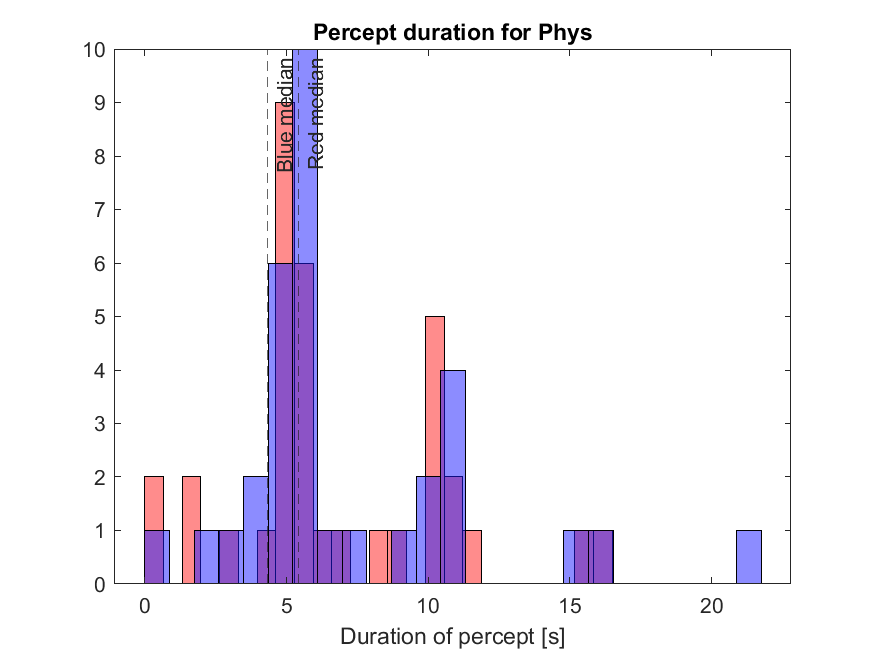 Percept duration for Phys
10
9
8
7
6
5
4
3
2
1
0
Blue median
Red median
0 5 10 15 20
Duration of percept [s]